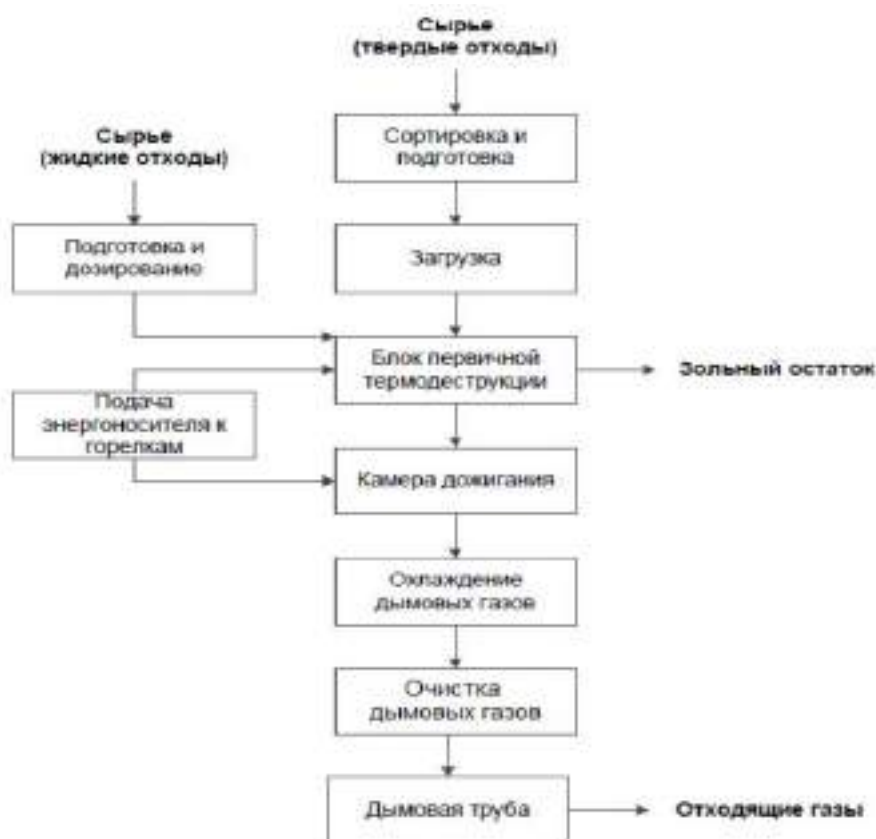 Сырье
(твердые отходы)
Сортировка и
подготовка
Сырье
(жидкие отходы)
Подготовка и
дозирование
Загрузка
Блок первичной
термодеструкции
Зольный остаток
Подача
энергоносителя к
горелкам
Камера дожигания
Охлаждение
дымовых газов
Очистка
дымовых газов
Дымовая труба
Отходящие газы